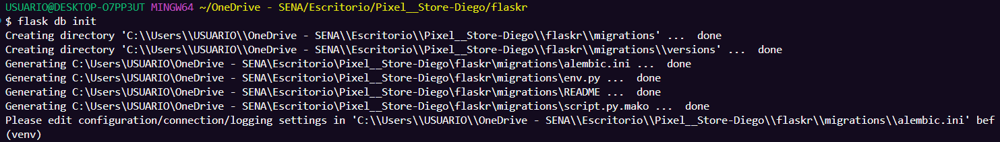 USUARIO@DESKTOP-O7PP3UT MINGW64 ~/OneDrive - SENA/Escritorio/Pixel__Store-Diego/flaskr
$ flask db init
Creating directory 'C:\\Users\\USUARIO\\OneDrive - SENA\\Escritorio\\Pixel__Store-Diego\\flaskr\\migrations' ...  done
Creating directory 'C:\\Users\\USUARIO\\OneDrive - SENA\\Escritorio\\Pixel__Store-Diego\\flaskr\\migrations\\versions' ...  done
Generating C:\Users\USUARIO\OneDrive - SENA\Escritorio\Pixel__Store-Diego\flaskr\migrations\alembic.ini ...  done
Generating C:\Users\USUARIO\OneDrive - SENA\Escritorio\Pixel__Store-Diego\flaskr\migrations\env.py ...  done
Generating C:\Users\USUARIO\OneDrive - SENA\Escritorio\Pixel__Store-Diego\flaskr\migrations\README ...  done
Generating C:\Users\USUARIO\OneDrive - SENA\Escritorio\Pixel__Store-Diego\flaskr\migrations\script.py.mako ...  done
Please edit configuration/connection/logging settings in 'C:\\Users\\USUARIO\\OneDrive - SENA\\Escritorio\\Pixel__Store-Diego\\flaskr\\migrations\\alembic.ini' bef
(venv)